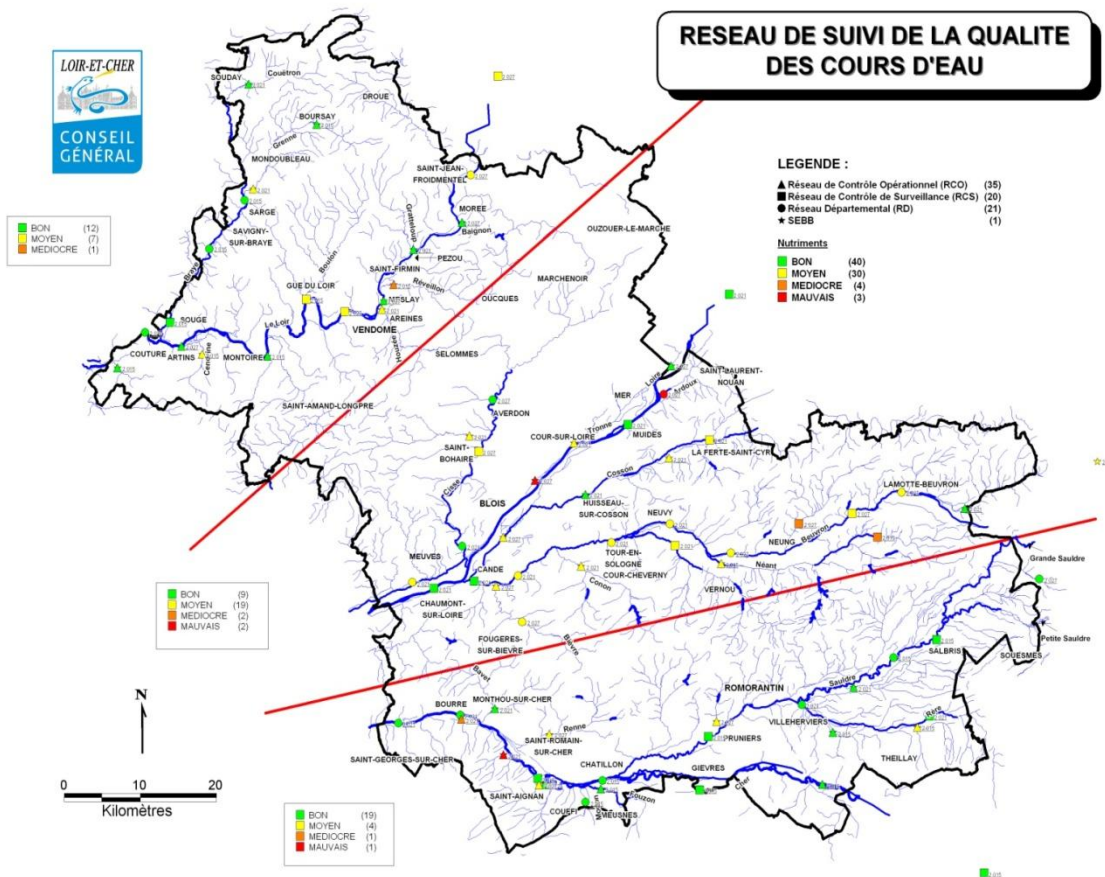 RESEAU DE SUIVI DE LA QUALITE
DES COURS D'EAU
LOIR-ET-CHER
CONSEIL
GÉNÉRAL
LEGENDE :
Réseau de Contrôle Opérationnel (RCO) (35)
Réseau de Contrôle de Surveillance (RCS) (20)
Réseau Départemental (RD) (21)
SEBB (1)
Nutriments
BON (40)
MOYEN (30)
MEDIOCRE (4)
MAUVAIS (3)
BON (12)
MOYEN (7)
MEDIOCRE (1)
SOUDAY
Couëtron
DROUE
BOURSAY
Grenne
MONDOUBLEAU
SAINT-JEAN-
FROIDMENTEL
SARGE
SAVIGNY-
SUR-BRAYE
Braye
MOREE
Baignon
Gratteloup
PEZOU
OUZOUER-LE-MARCHE
Boulon
SAINT-FIRMIN
Réveillon
MARCHENOIR
GUE DU LOIR
MESLAY
OUCQUES
AREINES
VENDOME
Houzée
SOUGE
Le Loir
COUTURE
ARTINS
Cendrine
MONTOIRE
SELOMMES
SAINT-AMAND-LONGPRE
AVERDON
SAINT-
BOHAIRE
Cisse
MER
Loire
Ardoux
SAINT-LAURENT-
NOUAN
Tronne
MUIDES
COUR-SUR-LOIRE
LA FERTE-SAINT-CYR
Cosson
BLOIS
HUISSEAU-
SUR-COSSON
LAMOTTE-BEUVRON
NEUVY
NEUNG
Beuvron
MEUVES
TOUR-EN-
SOLOGNE
COUR-CHEVERNY
Néant
CANDE
Conon
VERNOU
CHAUMONT-
SUR-LOIRE
Grande Sauldre
FOUGERES-
SUR-BIEVRE
Bièvre
Petite Sauldre
SALBRIS
SOUESMES
BON (9)
MOYEN (19)
MEDIOCRE (2)
MAUVAIS (2)
Bavet
Sauldre
ROMORANTIN
MONTHOU-SUR-CHER
BOURRE
VILLEHERVIERS
Rère
Renne
PRUNIERS
SAINT-ROMAIN-
SUR-CHER
SAINT-GEORGES-SUR-CHER
THEILLAY
CHATILLON
GIEVRES
Cher
SAINT-AIGNAN
Fouzon
COUFFI
MEUSNES
N
0 10 20
Kilomètres
BON (19)
MOYEN (4)
MEDIOCRE (1)
MAUVAIS (1)